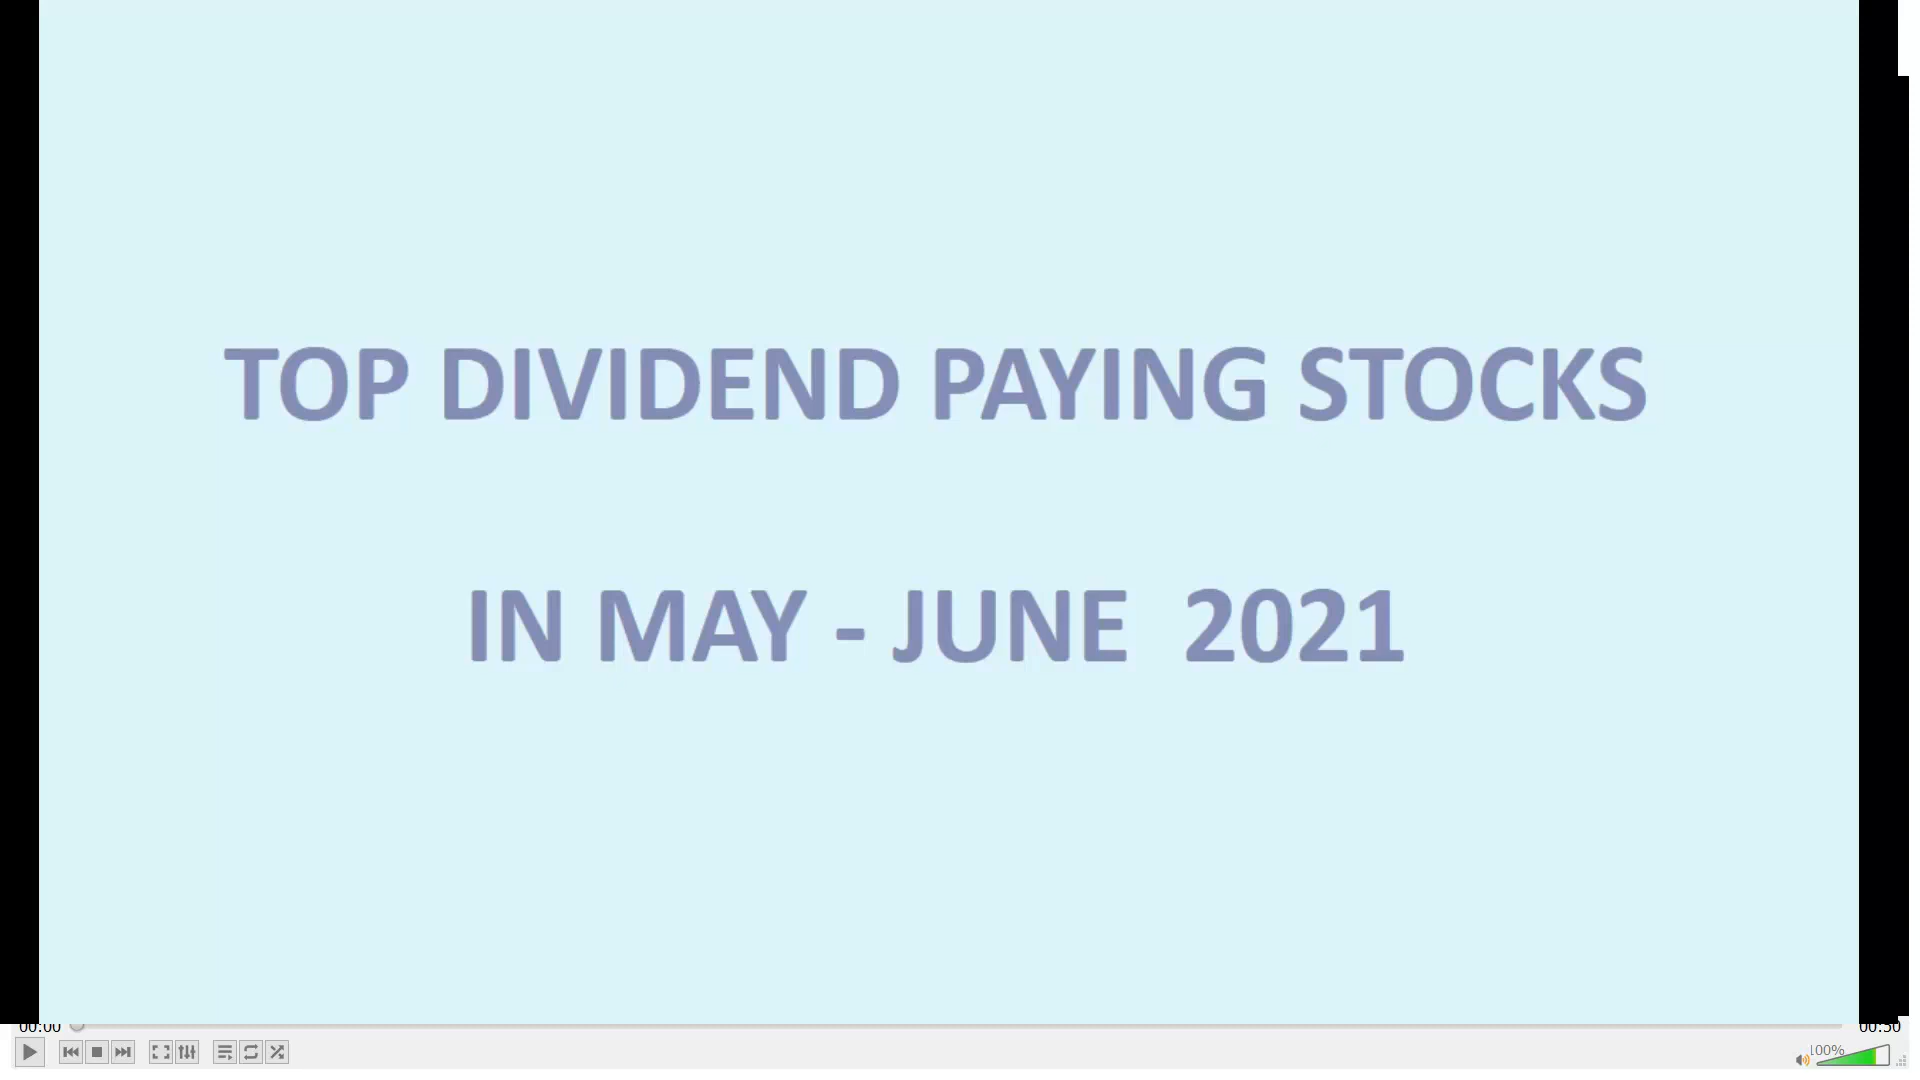 TOP DIVIDEND PAYING STOCKS
IN MAY - JUNE 2021
00:00
00:50
100%